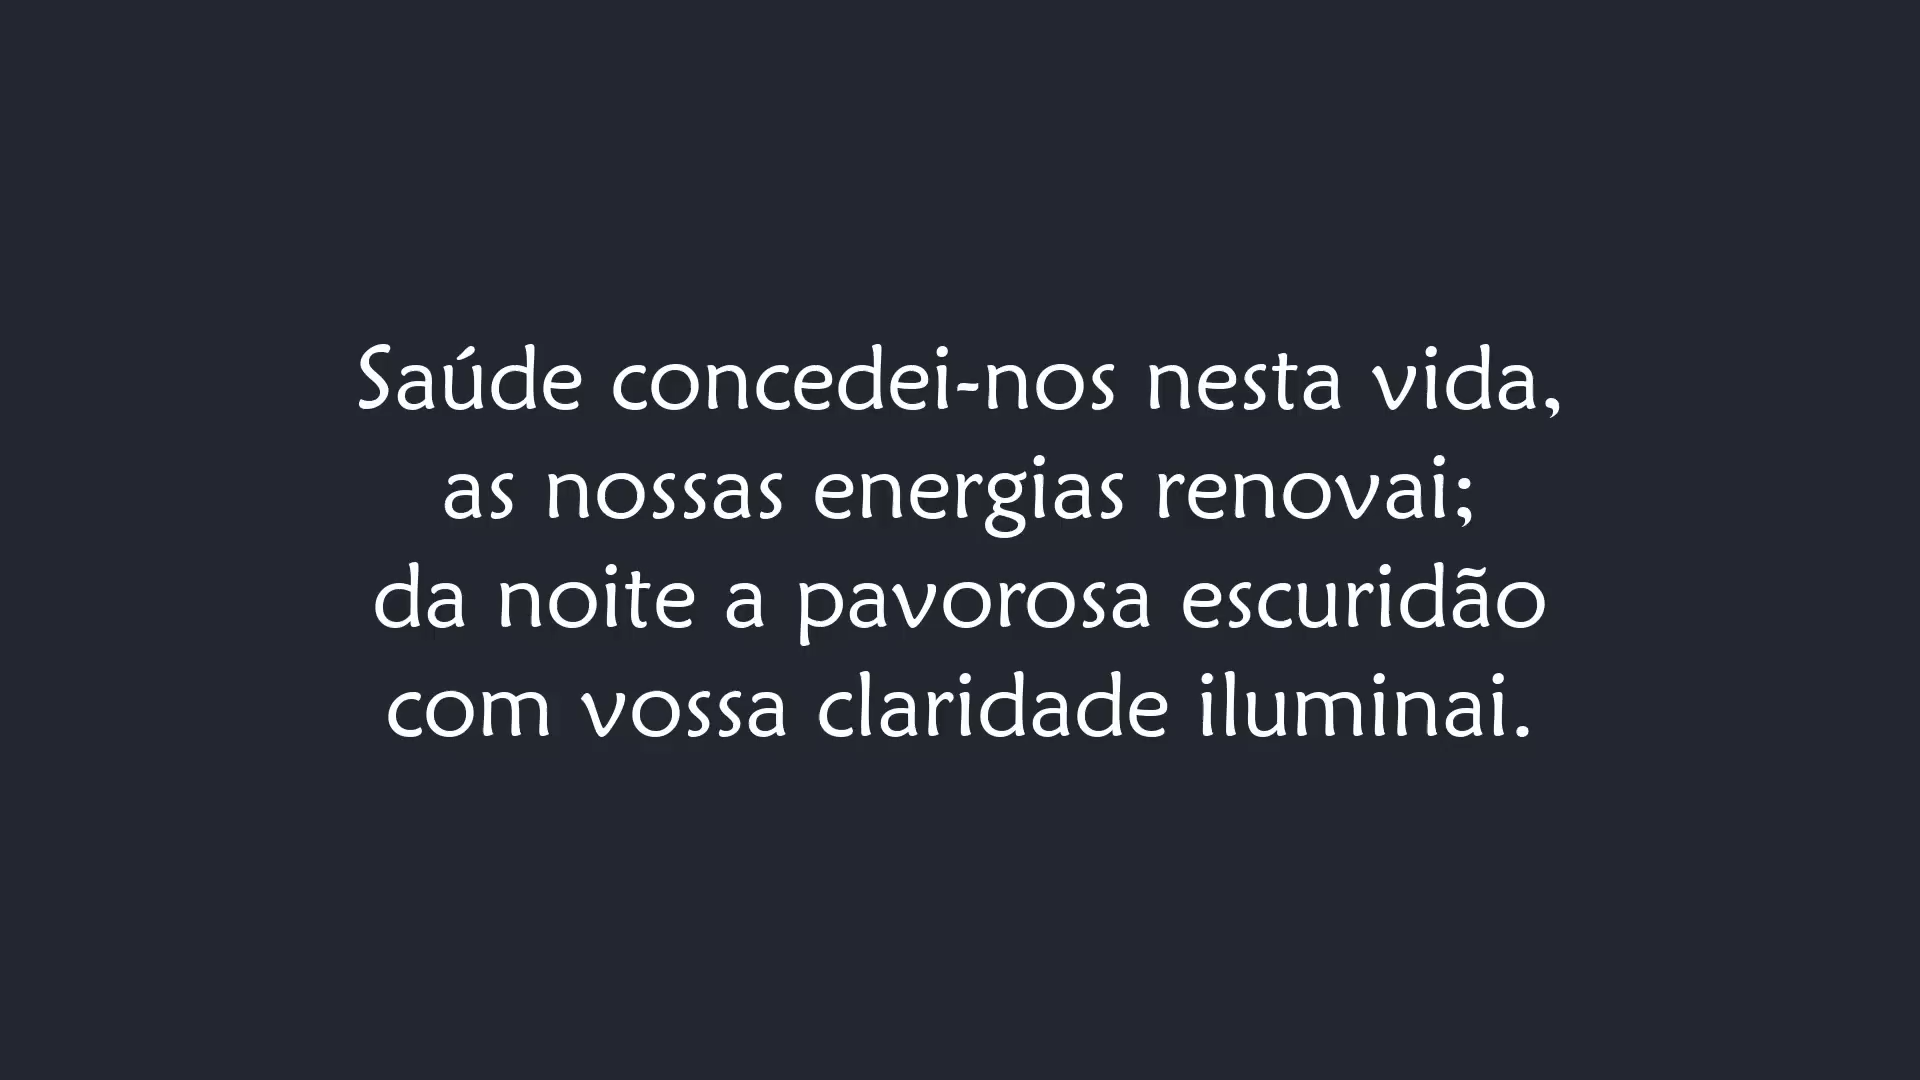 Saúde concedei-nos nesta vida,
as nossas energias renovai;
da noite a pavorosa escuridão
com vossa claridade iluminai.